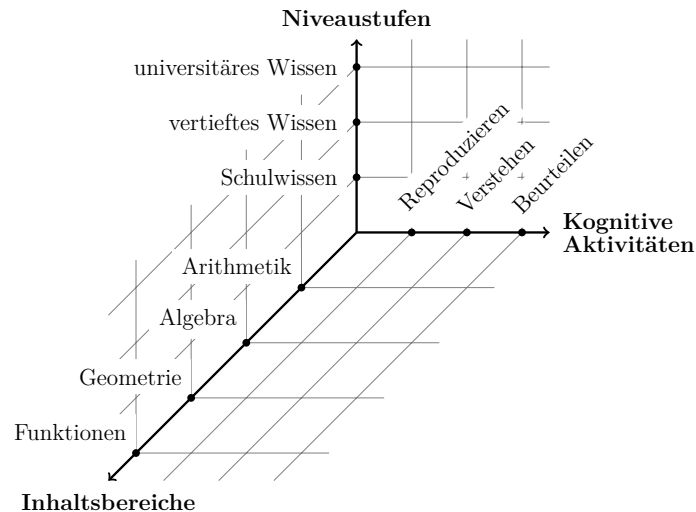 Niveaustufen
universitäres Wissen
vertieftes Wissen
Schulwissen
Reproduzieren
Verstehen
Beurteilen
Kognitive
Aktivitäten
Arithmetik
Algebra
Geometrie
Funktionen
Inhaltsbereiche